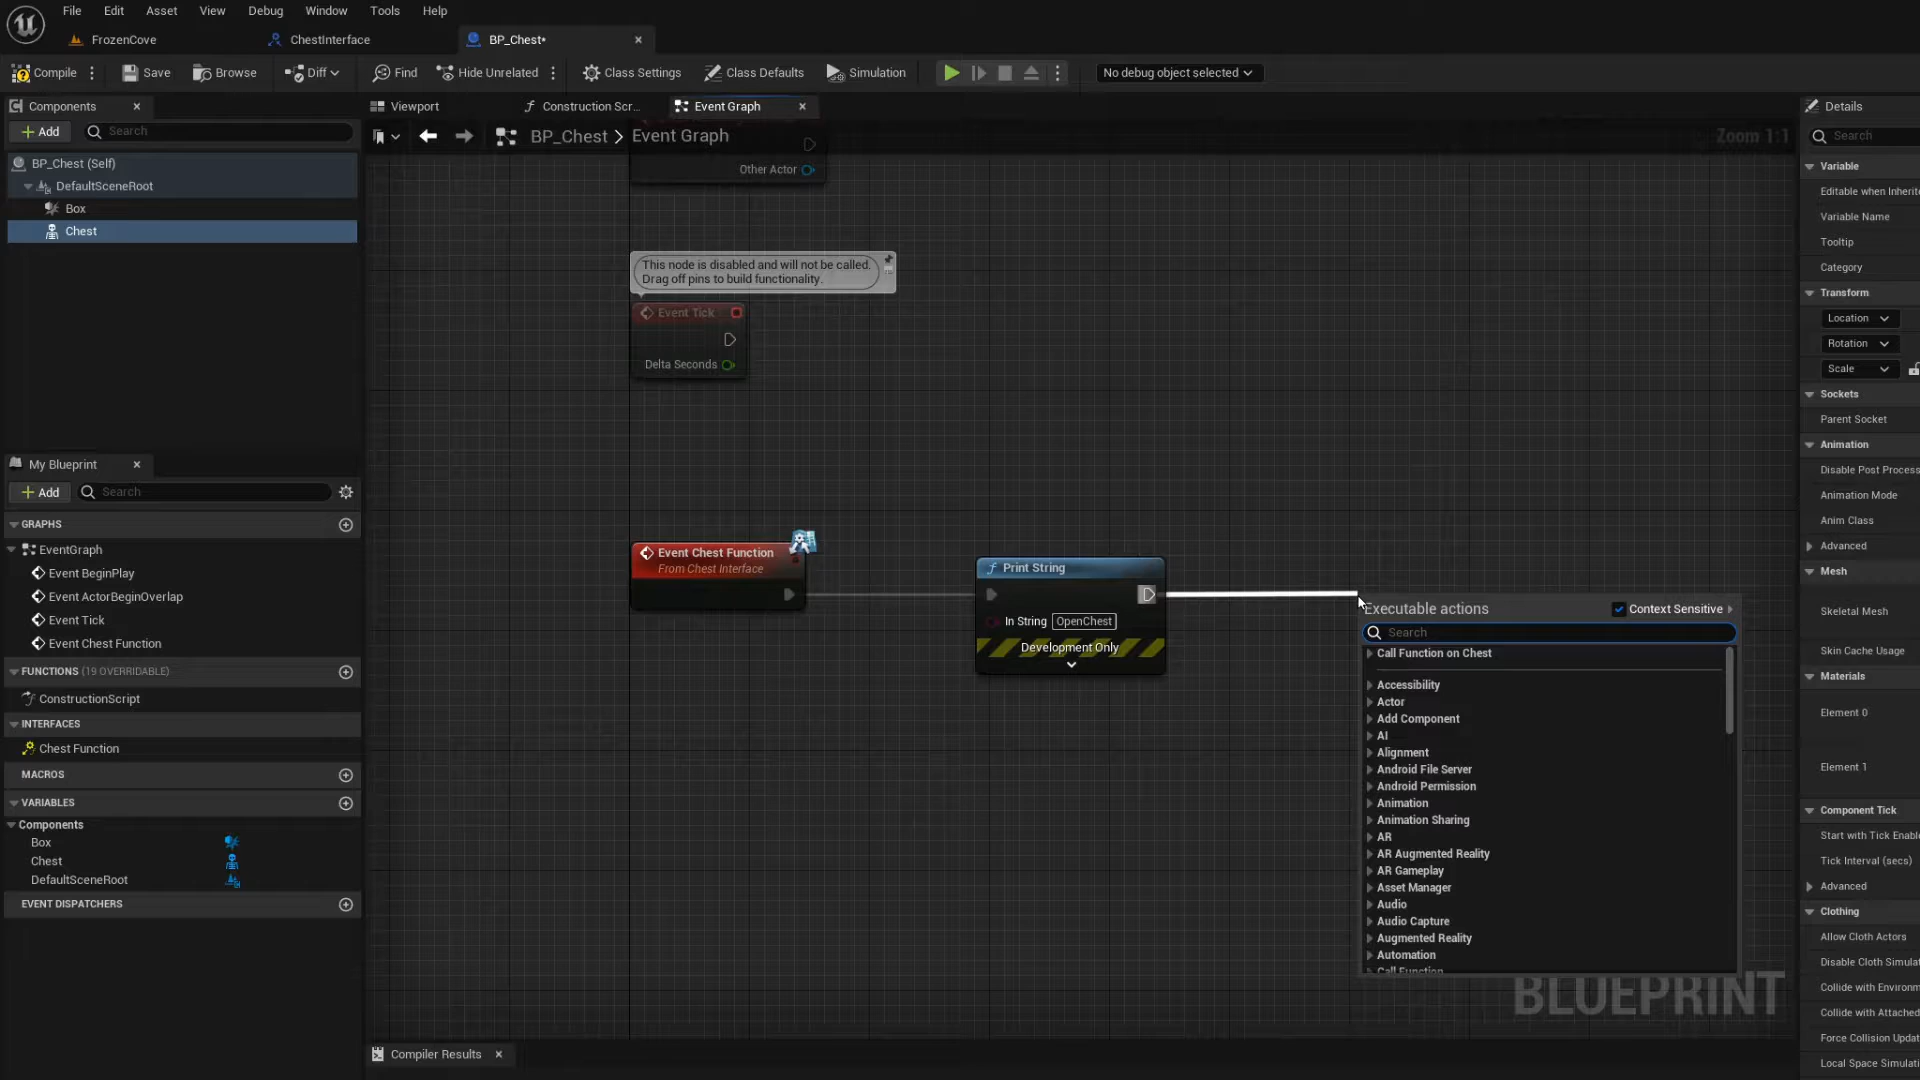 File Edit Asset View Window Debug Tools Help
FrozenCove ChestInterface BP_Chest*
Compile Save Browse Diff Find Hide Unrelated Class Settings Class Defaults Simulation No debug object selected
Components
Add Search
BP_Chest (Self)
DefaultSceneRoot
Box
Chest
My Blueprint
Add Search
GRAPHS
EventGraph
Event BeginPlay
Event ActorBeginOverlap
Event Tick
Event Chest Function
FUNCTIONS (19 OVERRIDABLE)
ConstructionScript
INTERFACES
Chest Function
MACROS
VARIABLES
Components
Box
Chest
DefaultSceneRoot
EVENT DISPATCHERS
Viewport Construction Scr... Event Graph
BP_Chest > Event Graph Zoom 1:1
Other Actor
This node is disabled and will not be called.
Drag off pins to build functionality.
Event Tick
Delta Seconds
Event Chest Function
From Chest Interface
Print String
In String OpenChest
Development Only
Executable actions Context Sensitive
Search
Call Function on Chest
Accessibility
Actor
Add Component
AI
Alignment
Android File Server
Android Permission
Animation
Animation Sharing
AR
AR Augmented Reality
AR Gameplay
Asset Manager
Audio
Audio Capture
Augmented Reality
Automation
Call Function
BLUEPRINT
Compiler Results
Details
Search
Variable
Editable when Inherite
Variable Name
Tooltip
Category
Transform
Location
Rotation
Scale
Sockets
Parent Socket
Animation
Disable Post Process
Animation Mode
Anim Class
Advanced
Mesh
Skeletal Mesh
Skin Cache Usage
Materials
Element 0
Element 1
Component Tick
Start with Tick Enable
Tick Interval (secs)
Advanced
Clothing
Allow Cloth Actors
Disable Cloth Simulat
Collide with Environm
Collide with Attached
Force Collision Updat
Local Space Simulati